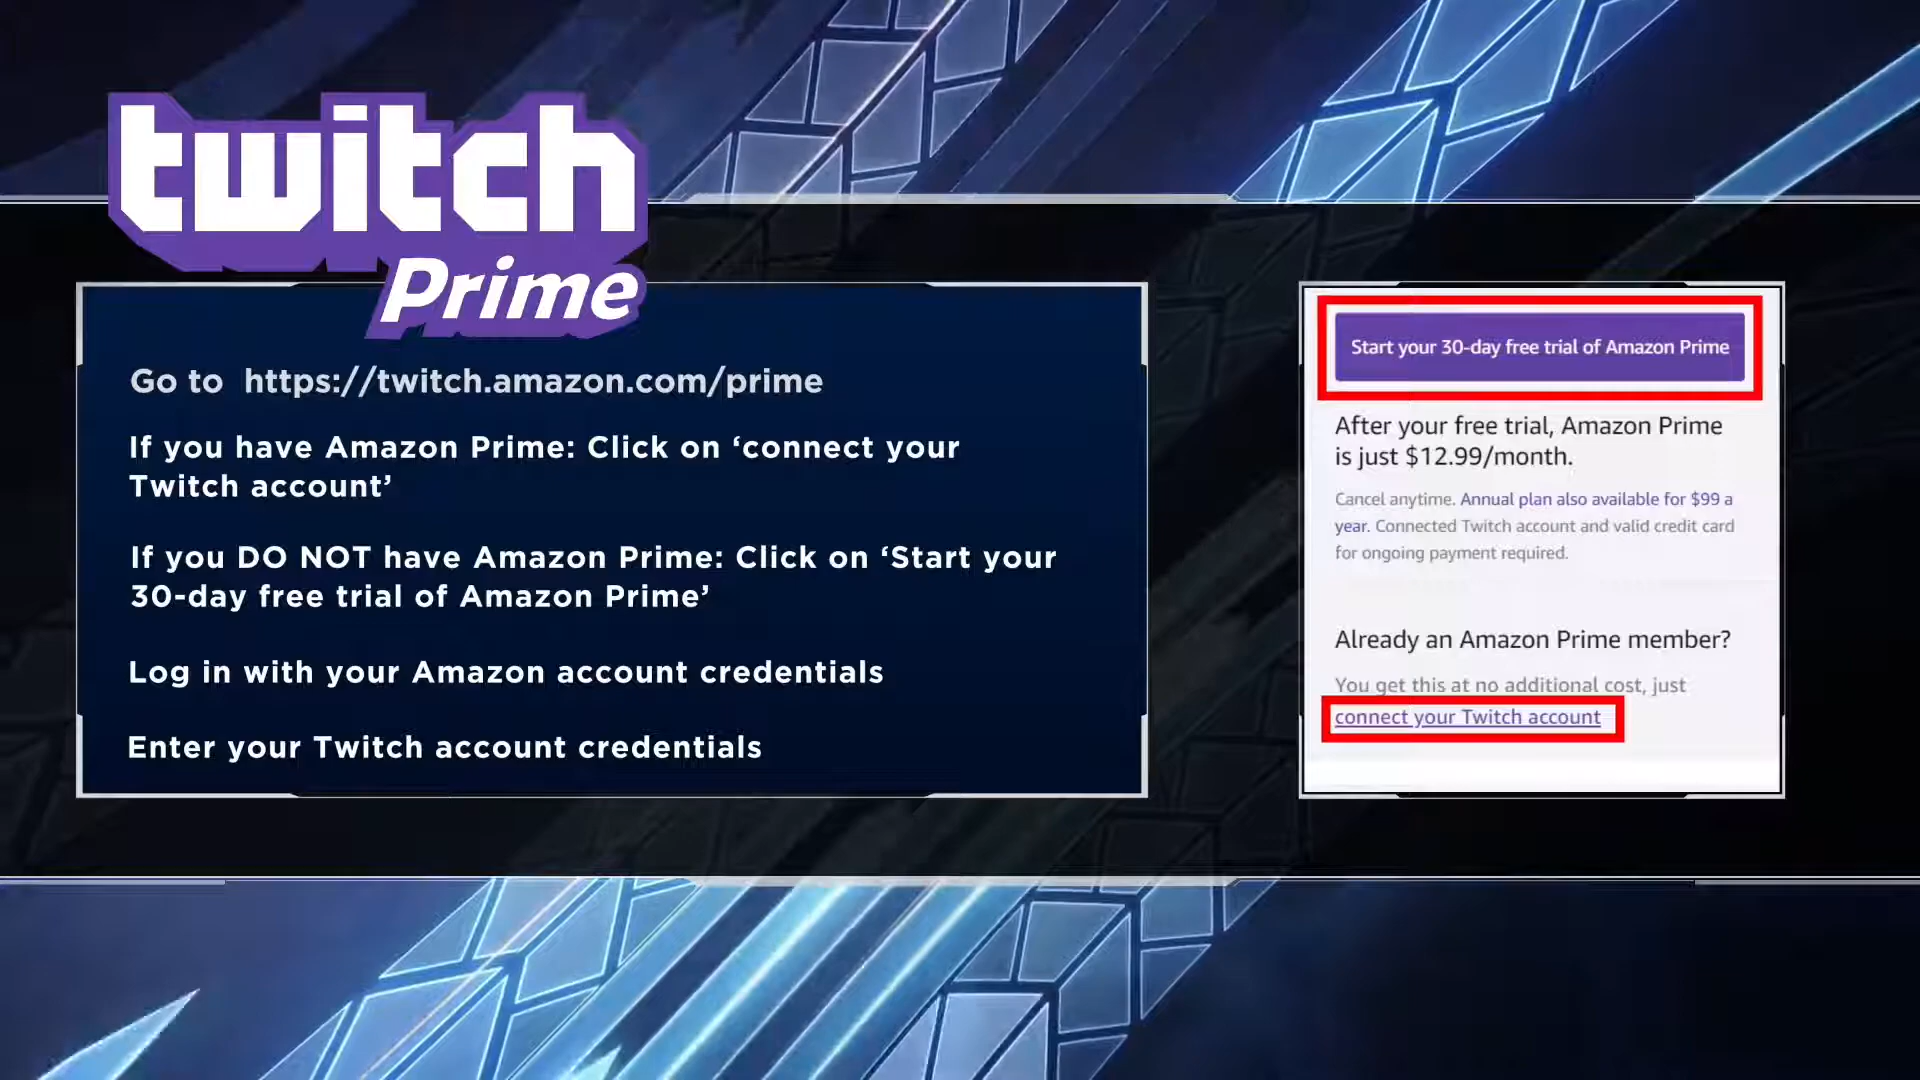 twitch
Prime
Go to https://twitch.amazon.com/prime
If you have Amazon Prime: Click on ‘connect your
Twitch account’
If you DO NOT have Amazon Prime: Click on ‘Start your
30-day free trial of Amazon Prime’
Log in with your Amazon account credentials
Enter your Twitch account credentials
Start your 30-day free trial of Amazon Prime
After your free trial, Amazon Prime
is just $12.99/month.
Cancel anytime. Annual plan also available for $99 a
year. Connected Twitch account and valid credit card
for ongoing payment required.
Already an Amazon Prime member?
You get this at no additional cost, just
connect your Twitch account